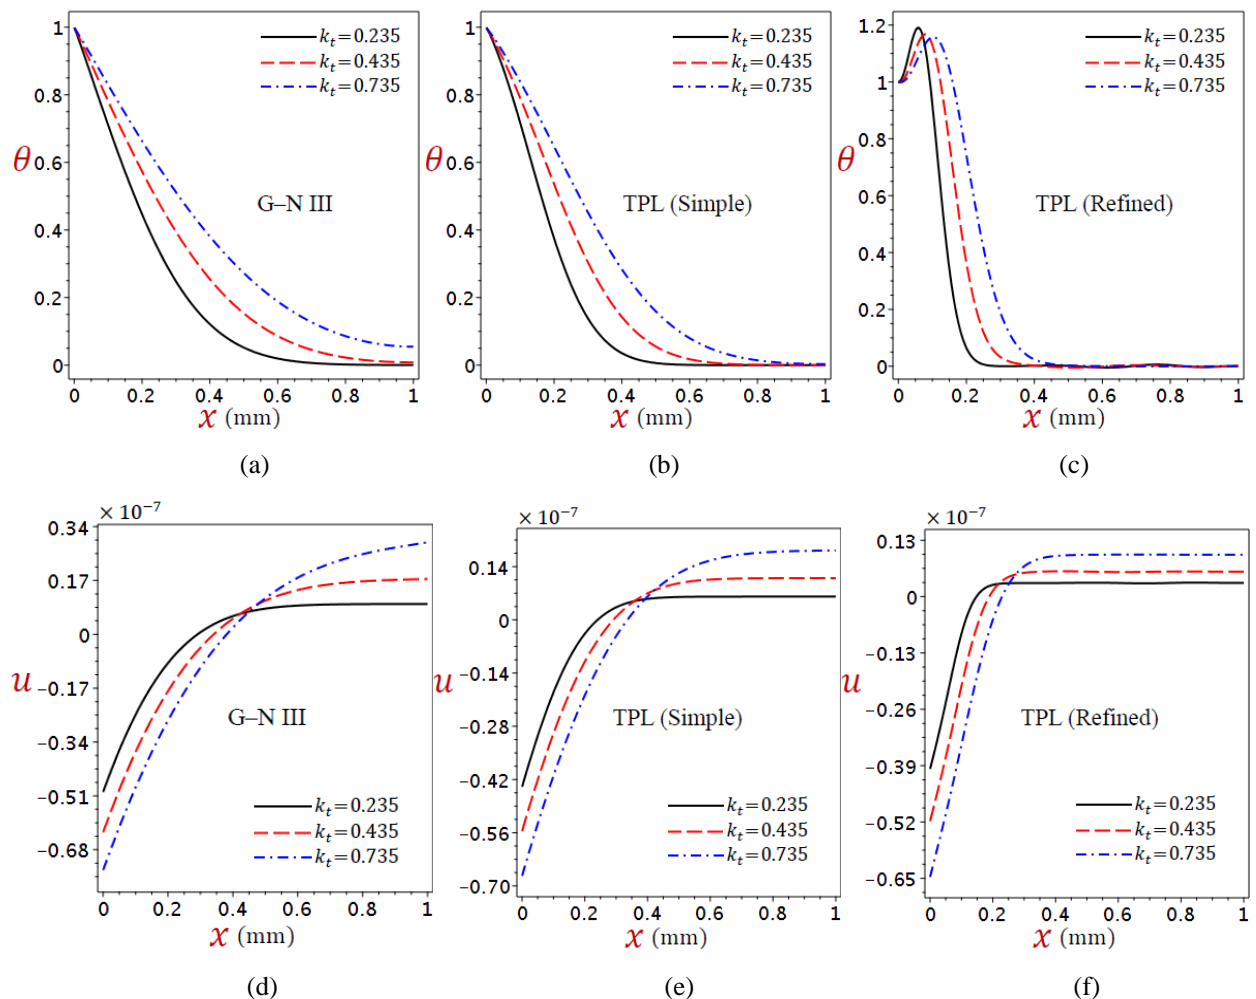 1
0.8
0.6
0.4
0.2
0
θ
k_t=0.235
k_t=0.435
k_t=0.735
G–N III
0 0.2 0.4 0.6 0.8 1
x (mm)
(a)
1
0.8
0.6
0.4
0.2
0
θ
k_t=0.235
k_t=0.435
k_t=0.735
TPL (Simple)
0 0.2 0.4 0.6 0.8 1
x (mm)
(b)
1.2
1
0.8
0.6
0.4
0.2
0
θ
k_t=0.235
k_t=0.435
k_t=0.735
TPL (Refined)
0 0.2 0.4 0.6 0.8 1
x (mm)
(c)
× 10⁻⁷
0.34
0.17
0
−0.17
−0.34
−0.51
−0.68
u
G–N III
k_t=0.235
k_t=0.435
k_t=0.735
0 0.2 0.4 0.6 0.8 1
x (mm)
(d)
× 10⁻⁷
0.14
0
−0.14
−0.28
−0.42
−0.56
−0.70
u
TPL (Simple)
k_t=0.235
k_t=0.435
k_t=0.735
0 0.2 0.4 0.6 0.8 1
x (mm)
(e)
× 10⁻⁷
0.13
0
−0.13
−0.26
−0.39
−0.52
−0.65
u
TPL (Refined)
k_t=0.235
k_t=0.435
k_t=0.735
0 0.2 0.4 0.6 0.8 1
x (mm)
(f)